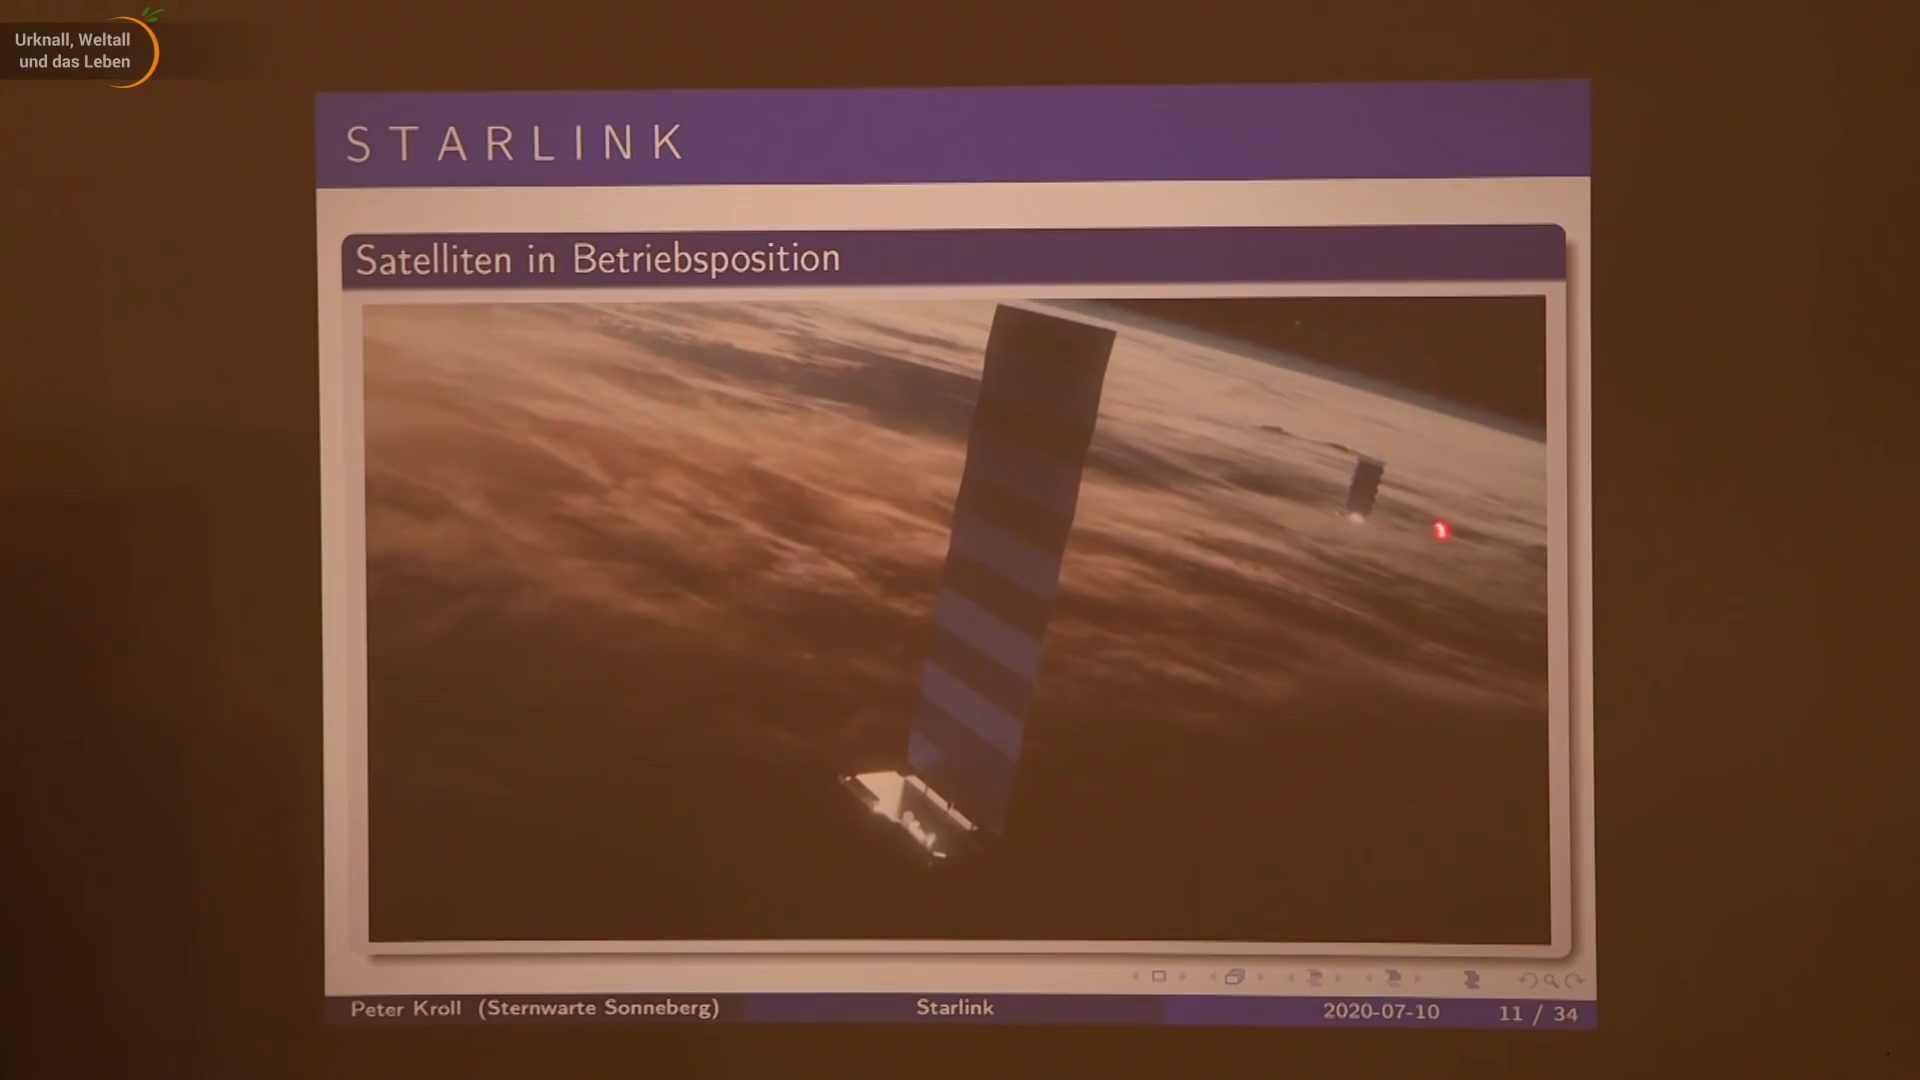 Urknall, Weltall
und das Leben
STARLINK
Satelliten in Betriebsposition
Peter Kroll (Sternwarte Sonneberg) Starlink 2020-07-10 11 / 34